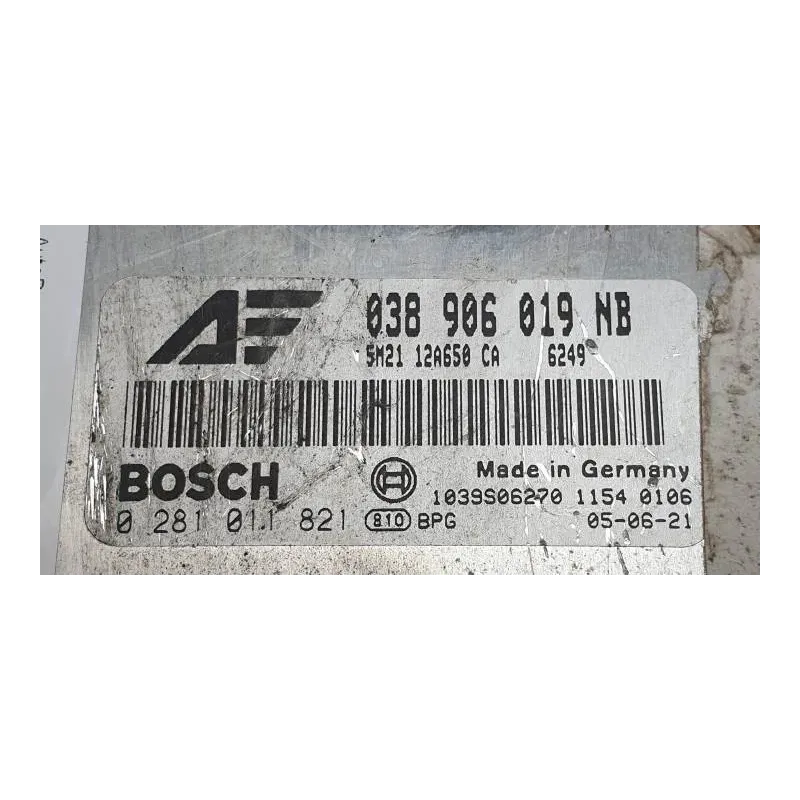 AE
038 906 019 NB
5M21 12A650 CA 6249
BOSCH
Made in Germany
1039S06270 1154 0106
0 281 011 821 810 BPG 05-06-21